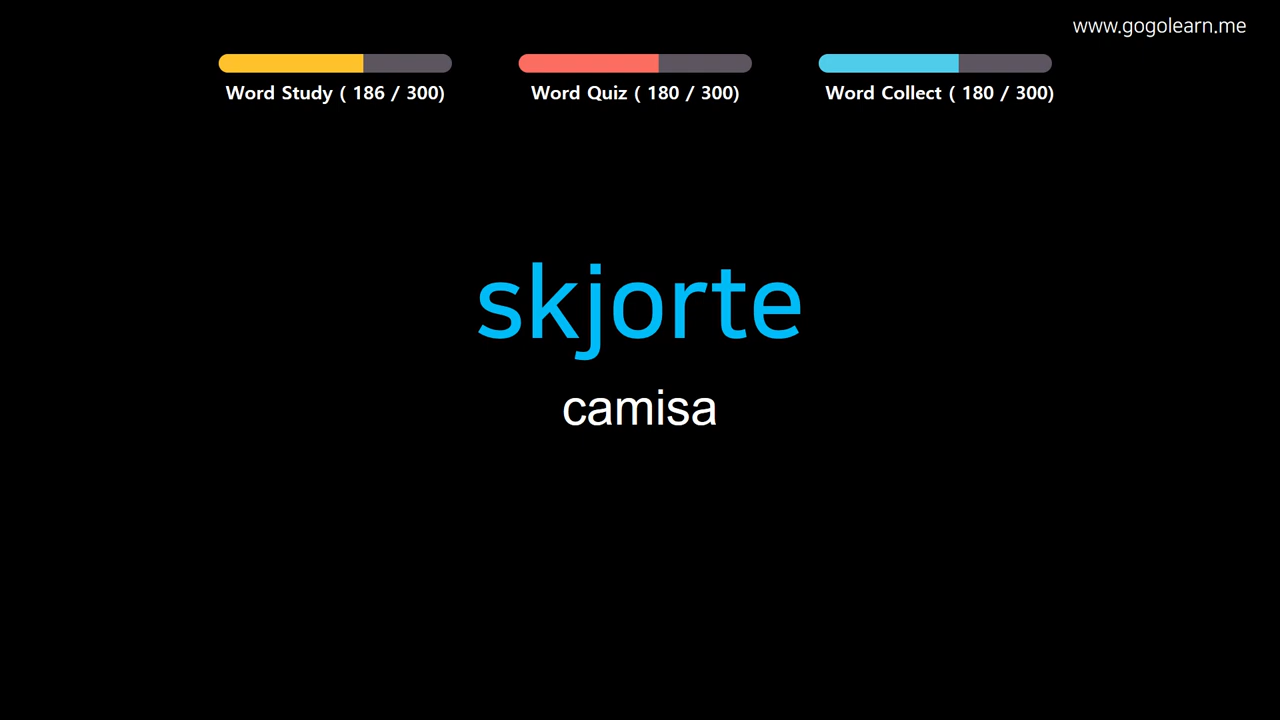 www.gogolearn.me
Word Study ( 186 / 300)
Word Quiz ( 180 / 300)
Word Collect ( 180 / 300)
skjorte
camisa